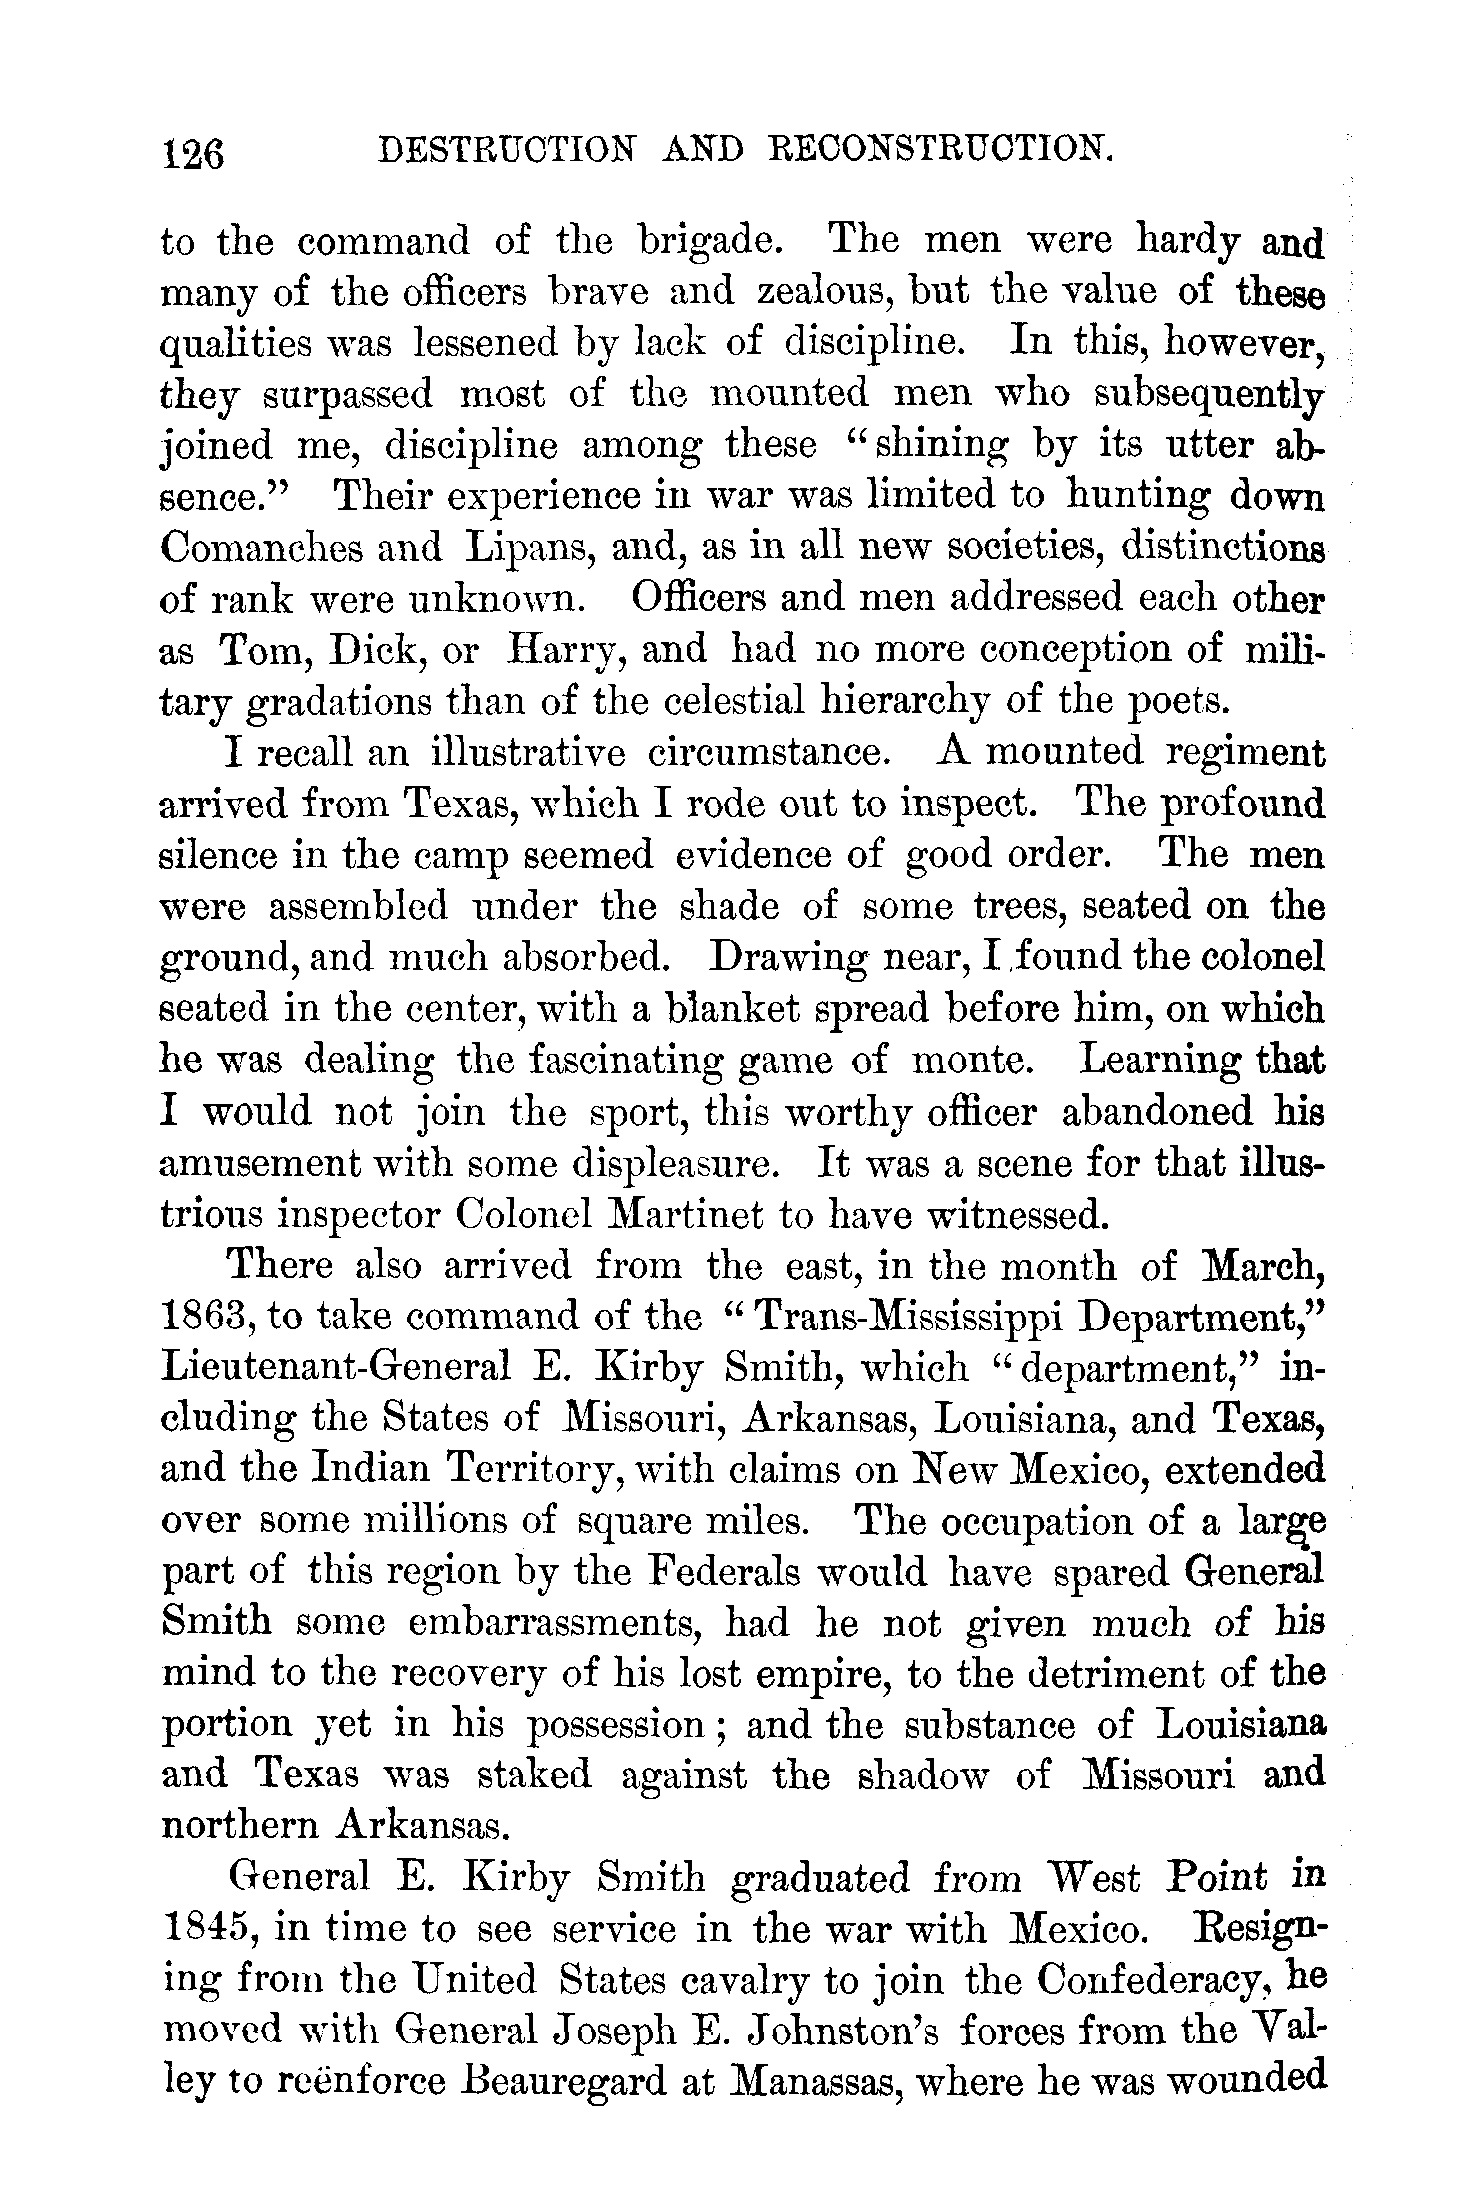 126 DESTRUCTION AND RECONSTRUCTION.
to the command of the brigade. The men were hardy and
many of the officers brave and zealous, but the value of these
qualities was lessened by lack of discipline. In this, however,
they surpassed most of the mounted men who subsequently
joined me, discipline among these “shining by its utter ab-
sence.” Their experience in war was limited to hunting down
Comanches and Lipans, and, as in all new societies, distinctions
of rank were unknown. Officers and men addressed each other
as Tom, Dick, or Harry, and had no more conception of mili-
tary gradations than of the celestial hierarchy of the poets.
I recall an illustrative circumstance. A mounted regiment
arrived from Texas, which I rode out to inspect. The profound
silence in the camp seemed evidence of good order. The men
were assembled under the shade of some trees, seated on the
ground, and much absorbed. Drawing near, I found the colonel
seated in the center, with a blanket spread before him, on which
he was dealing the fascinating game of monte. Learning that
I would not join the sport, this worthy officer abandoned his
amusement with some displeasure. It was a scene for that illus-
trious inspector Colonel Martinet to have witnessed.
There also arrived from the east, in the month of March,
1863, to take command of the “Trans-Mississippi Department,”
Lieutenant-General E. Kirby Smith, which “department,” in-
cluding the States of Missouri, Arkansas, Louisiana, and Texas,
and the Indian Territory, with claims on New Mexico, extended
over some millions of square miles. The occupation of a large
part of this region by the Federals would have spared General
Smith some embarrassments, had he not given much of his
mind to the recovery of his lost empire, to the detriment of the
portion yet in his possession; and the substance of Louisiana
and Texas was staked against the shadow of Missouri and
northern Arkansas.
General E. Kirby Smith graduated from West Point in
1845, in time to see service in the war with Mexico. Resign-
ing from the United States cavalry to join the Confederacy, he
moved with General Joseph E. Johnston’s forces from the Val-
ley to reënforce Beauregard at Manassas, where he was wounded